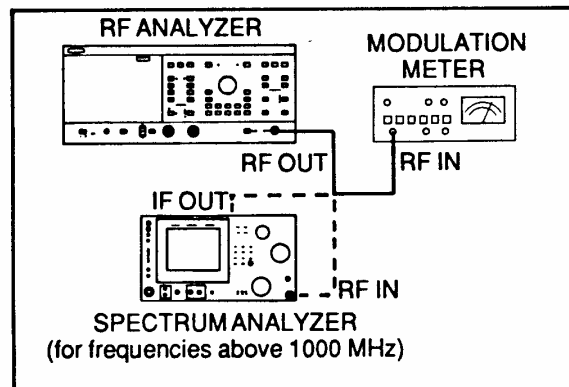 RF ANALYZER
MODULATION
METER
RF OUT
RF IN
IF OUT
RF IN
SPECTRUM ANALYZER
(for frequencies above 1000 MHz)